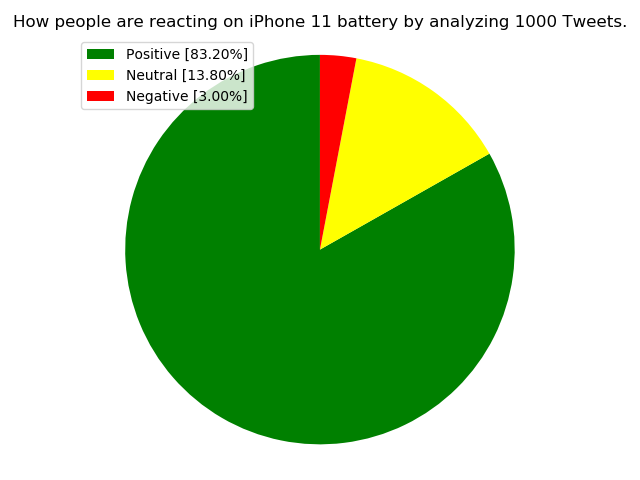 How people are reacting on iPhone 11 battery by analyzing 1000 Tweets.
Positive [83.20%]
Neutral [13.80%]
Negative [3.00%]